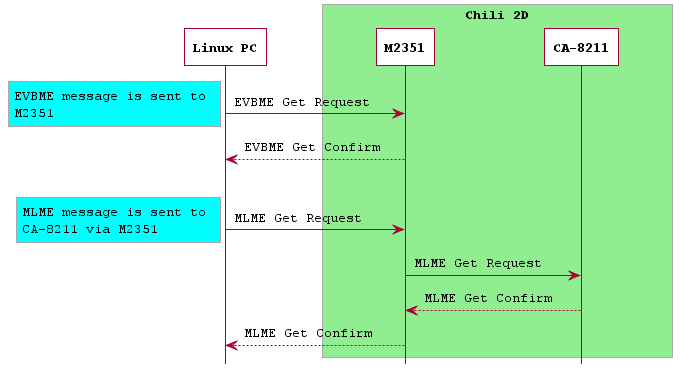 Chili 2D
Linux PC
M2351
CA-8211
EVBME message is sent to
M2351
EVBME Get Request
EVBME Get Confirm
MLME message is sent to
CA-8211 via M2351
MLME Get Request
MLME Get Request
MLME Get Confirm
MLME Get Confirm